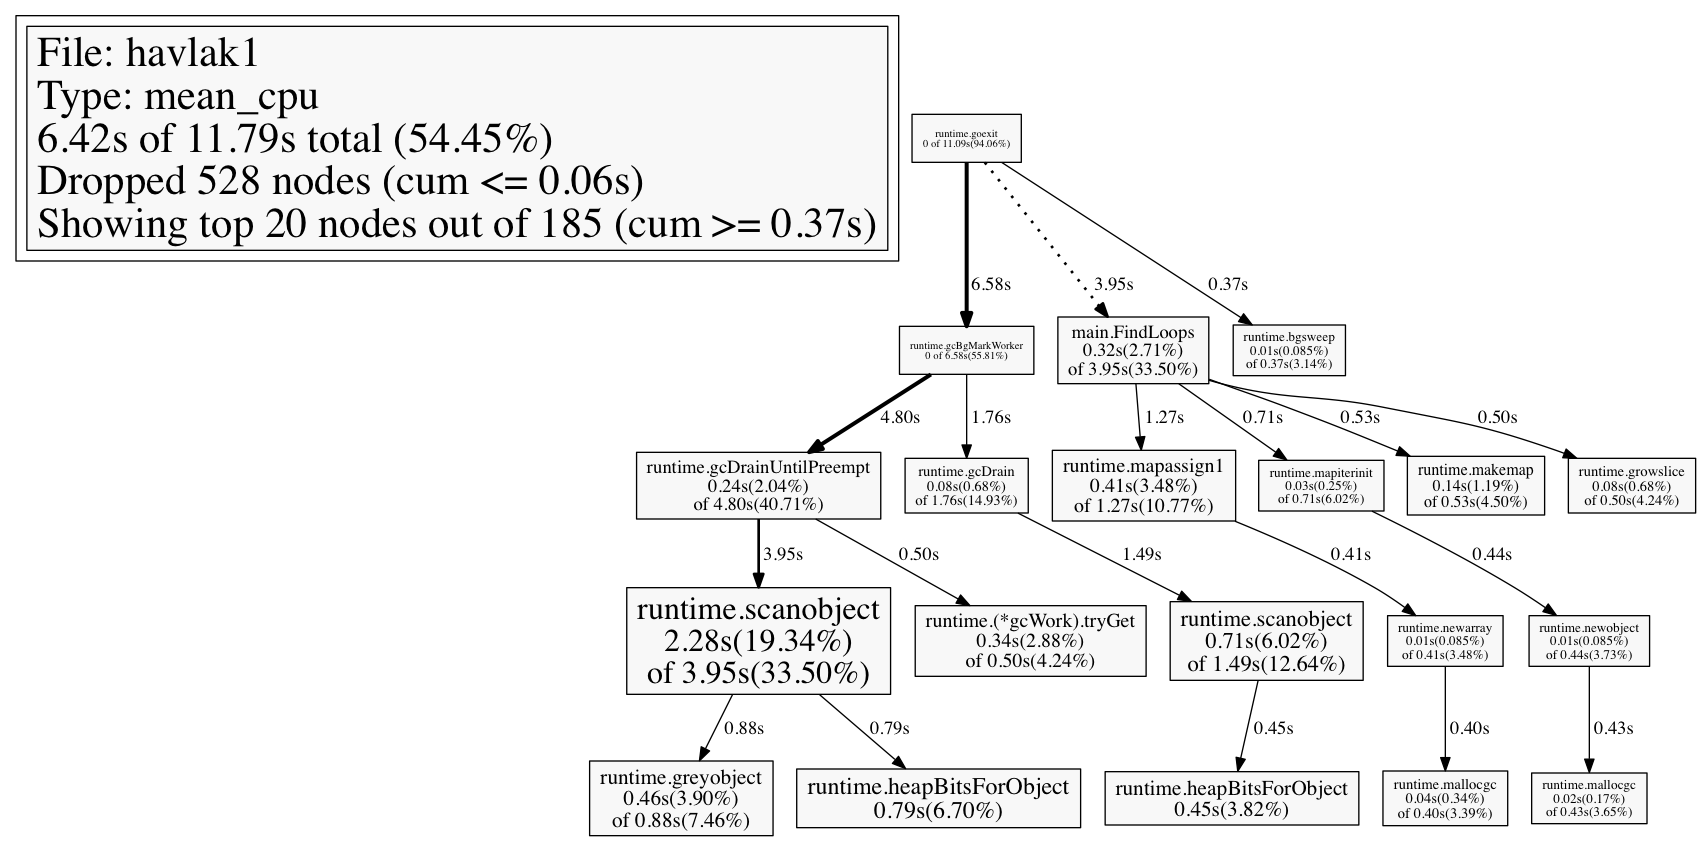 File: havlak1
Type: mean_cpu
6.42s of 11.79s total (54.45%)
Dropped 528 nodes (cum <= 0.06s)
Showing top 20 nodes out of 185 (cum >= 0.37s)
runtime.goexit
0 of 11.09s(94.06%)
6.58s
3.95s
0.37s
runtime.gcBgMarkWorker
0 of 6.58s(55.81%)
main.FindLoops
0.32s(2.71%)
of 3.95s(33.50%)
runtime.bgsweep
0.01s(0.085%)
of 0.37s(3.14%)
4.80s
1.76s
1.27s
0.71s
0.53s
0.50s
runtime.gcDrainUntilPreempt
0.24s(2.04%)
of 4.80s(40.71%)
runtime.gcDrain
0.08s(0.68%)
of 1.76s(14.93%)
runtime.mapassign1
0.41s(3.48%)
of 1.27s(10.77%)
runtime.mapiterinit
0.03s(0.25%)
of 0.71s(6.02%)
runtime.makemap
0.14s(1.19%)
of 0.53s(4.50%)
runtime.growslice
0.08s(0.68%)
of 0.50s(4.24%)
3.95s
0.50s
1.49s
0.41s
0.44s
runtime.scanobject
2.28s(19.34%)
of 3.95s(33.50%)
runtime.(*gcWork).tryGet
0.34s(2.88%)
of 0.50s(4.24%)
runtime.scanobject
0.71s(6.02%)
of 1.49s(12.64%)
runtime.newarray
0.01s(0.085%)
of 0.41s(3.48%)
runtime.newobject
0.01s(0.085%)
of 0.44s(3.73%)
0.88s
0.79s
0.45s
0.40s
0.43s
runtime.greyobject
0.46s(3.90%)
of 0.88s(7.46%)
runtime.heapBitsForObject
0.79s(6.70%)
runtime.heapBitsForObject
0.45s(3.82%)
runtime.mallocgc
0.04s(0.34%)
of 0.40s(3.39%)
runtime.mallocgc
0.02s(0.17%)
of 0.43s(3.65%)